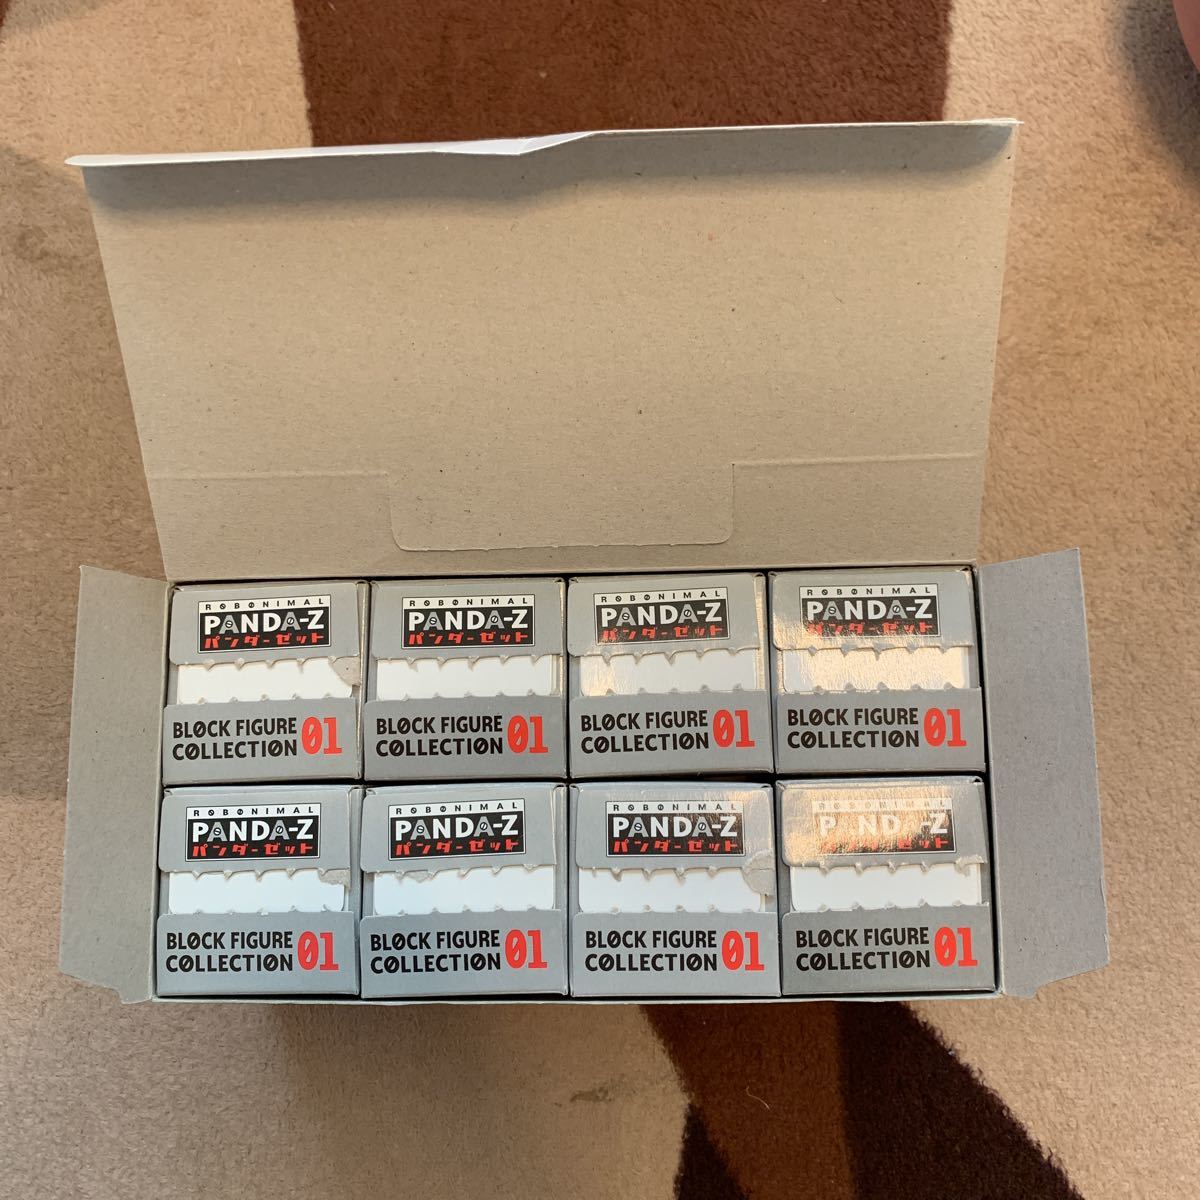 ROBONIMAL
PANDA-Z
パンダーゼット
BLOCK FIGURE
COLLECTION 01
ROBONIMAL
PANDA-Z
パンダーゼット
BLOCK FIGURE
COLLECTION 01
ROBONIMAL
PANDA-Z
パンダーゼット
BLOCK FIGURE
COLLECTION 01
ROBONIMAL
PANDA-Z
パンダーゼット
BLOCK FIGURE
COLLECTION 01
ROBONIMAL
PANDA-Z
パンダーゼット
BLOCK FIGURE
COLLECTION 01
ROBONIMAL
PANDA-Z
パンダーゼット
BLOCK FIGURE
COLLECTION 01
ROBONIMAL
PANDA-Z
パンダーゼット
BLOCK FIGURE
COLLECTION 01
ROBONIMAL
PANDA-Z
BLOCK FIGURE
COLLECTION 01